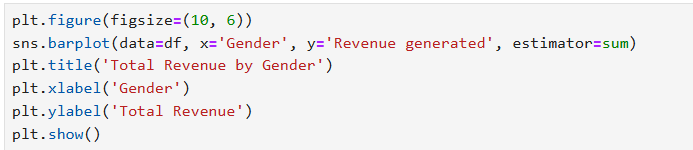 plt.figure(figsize=(10, 6))
sns.barplot(data=df, x='Gender', y='Revenue generated', estimator=sum)
plt.title('Total Revenue by Gender')
plt.xlabel('Gender')
plt.ylabel('Total Revenue')
plt.show()